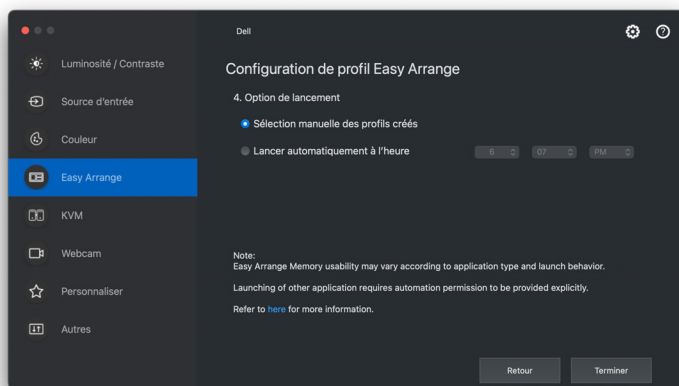 Dell
Luminosité / Contraste
Source d'entrée
Couleur
Easy Arrange
KVM
Webcam
Personnaliser
Autres
Configuration de profil Easy Arrange
4. Option de lancement
Sélection manuelle des profils créés
Lancer automatiquement à l'heure 6 07 PM
Note:
Easy Arrange Memory usability may vary according to application type and launch behavior.
Launching of other application requires automation permission to be provided explicitly.
Refer to here for more information.
Retour Terminer